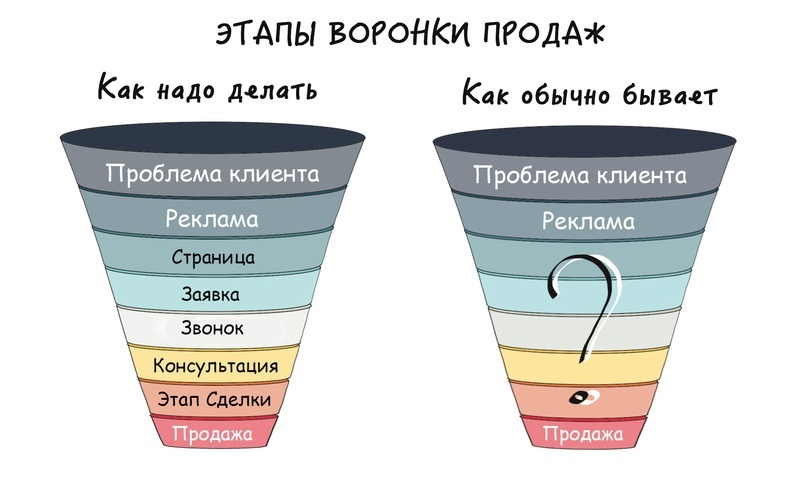 ЭТАПЫ ВОРОНКИ ПРОДАЖ
Как надо делать
Проблема клиента
Реклама
Страница
Заявка
Звонок
Консультация
Этап Сделки
Продажа
Как обычно бывает
Проблема клиента
Реклама
?
Продажа